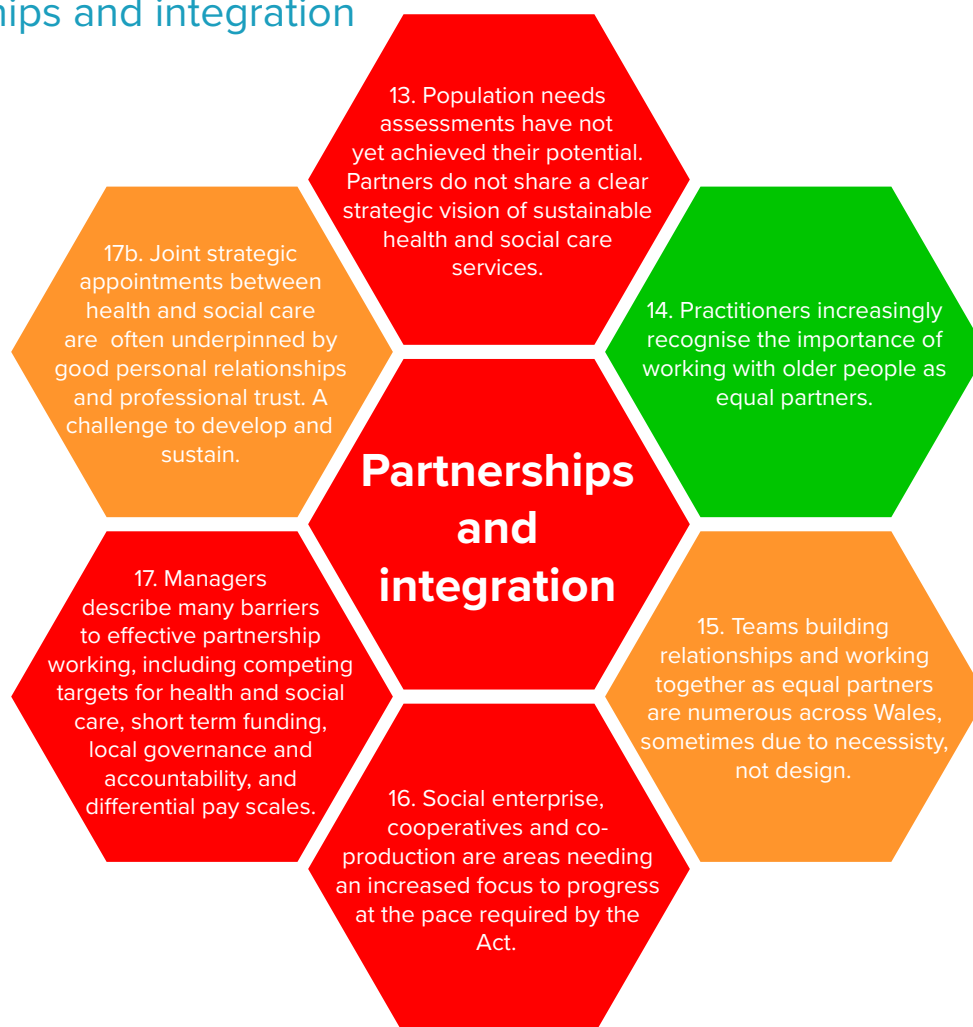 hips and integration
13. Population needs
assessments have not
yet achieved their potential.
Partners do not share a clear
strategic vision of sustainable
health and social care
services.
14. Practitioners increasingly
recognise the importance of
working with older people as
equal partners.
15. Teams building
relationships and working
together as equal partners
are numerous across Wales,
sometimes due to necessisty,
not design.
16. Social enterprise,
cooperatives and co-
production are areas needing
an increased focus to progress
at the pace required by the
Act.
17. Managers
describe many barriers
to effective partnership
working, including competing
targets for health and social
care, short term funding,
local governance and
accountability, and
differential pay scales.
17b. Joint strategic
appointments between
health and social care
are often underpinned by
good personal relationships
and professional trust. A
challenge to develop and
sustain.
Partnerships
and
integration